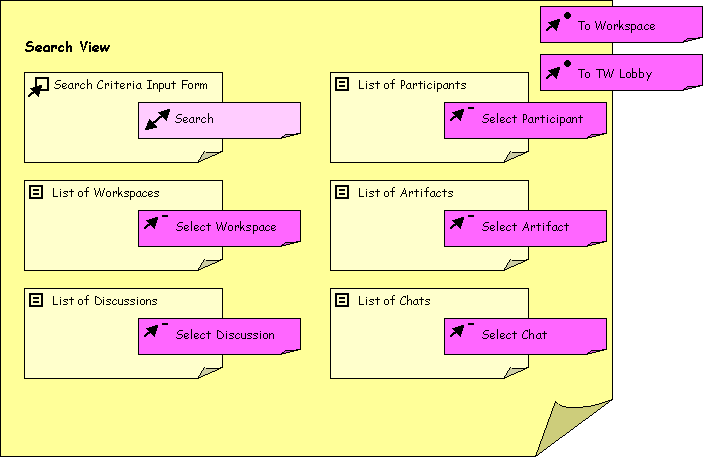 To Workspace
Search View
To TW Lobby
Search Criteria Input Form
List of Participants
Search
Select Participant
List of Workspaces
List of Artifacts
Select Workspace
Select Artifact
List of Discussions
List of Chats
Select Discussion
Select Chat